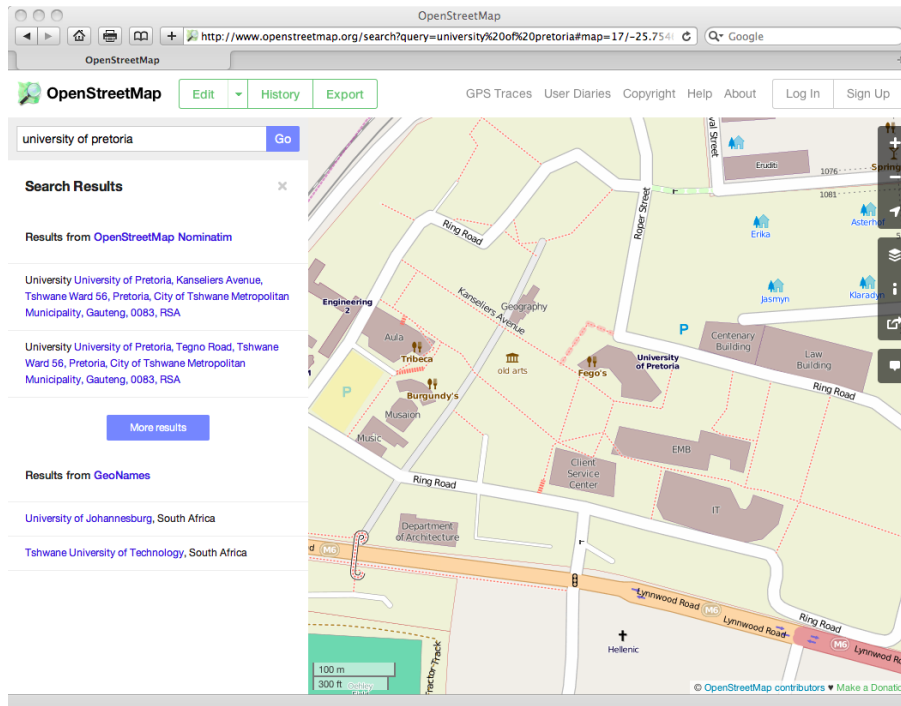 OpenStreetMap
http://www.openstreetmap.org/search?query=university%20of%20pretoria#map=17/-25.754
Google
OpenStreetMap
OpenStreetMap
Edit
History
Export
GPS Traces
User Diaries
Copyright
Help
About
Log In
Sign Up
university of pretoria
Go
Search Results
×
Results from OpenStreetMap Nominatim
University University of Pretoria, Kanseliers Avenue,
Tshwane Ward 56, Pretoria, City of Tshwane Metropolitan
Municipality, Gauteng, 0083, RSA
University University of Pretoria, Tegno Road, Tshwane
Ward 56, Pretoria, City of Tshwane Metropolitan
Municipality, Gauteng, 0083, RSA
More results
Results from GeoNames
University of Johannesburg, South Africa
Tshwane University of Technology, South Africa
Eruditi
1076
1081
Roper Street
Erika
Asterhof
Ring Road
Jasmyn
Klaradyn
Engineering
2
Kanseliers Avenue
Geography
P
Centenary
Building
Law
Building
Aula
Tribeca
old arts
Fego's
University
of Pretoria
Ring Road
P
Burgundy's
Musaion
Music
EMB
Client
Service
Center
Ring Road
IT
Department
of Architecture
M6
Lynnwood Road
M6
Lynnwood Road
Ring Road
M6
Lynnwood
Hellenic
100 m
300 ft
© OpenStreetMap contributors ♥ Make a Donatio